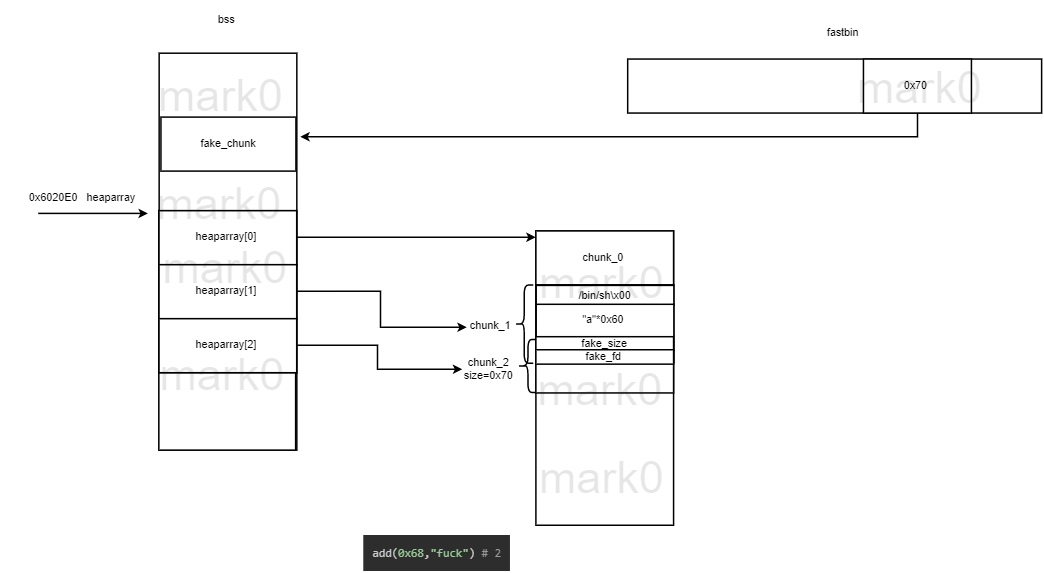 bss
fastbin
mark0
mark0
0x70
fake_chunk
0x6020E0 heaparray
mark0
heaparray[0]
mark0
heaparray[1]
heaparray[2]
mark0
chunk_0
mark0
/bin/sh\x00
"a"*0x60
chunk_1
fake_size
fake_fd
chunk_2
size=0x70
mark0
mark0
add(0x68,"fuck") # 2